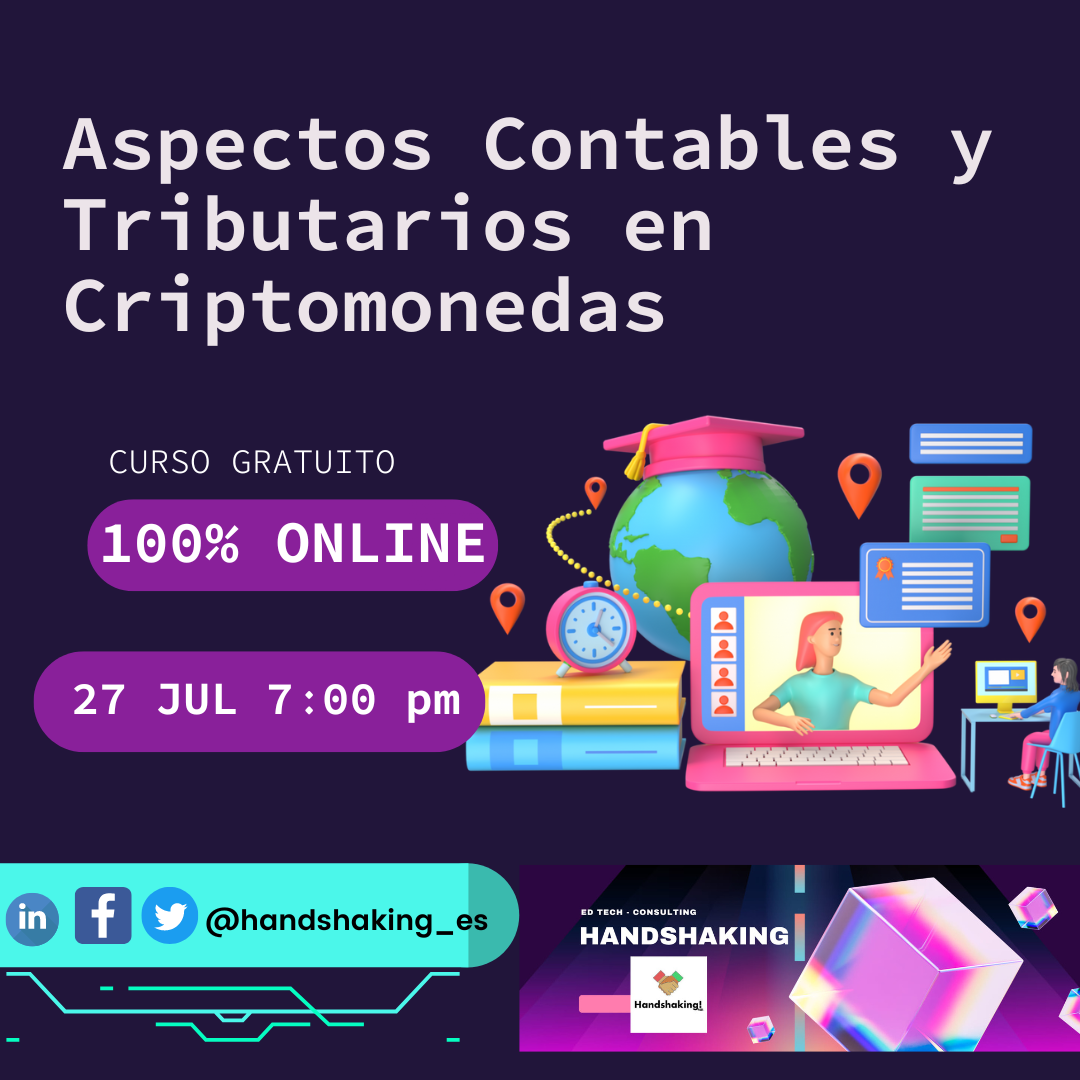 Aspectos Contables y
Tributarios en
Criptomonedas
CURSO GRATUITO
100% ONLINE
27 JUL 7:00 pm
in
@handshaking_es
ED TECH - CONSULTING
HANDSHAKING
Handshaking!